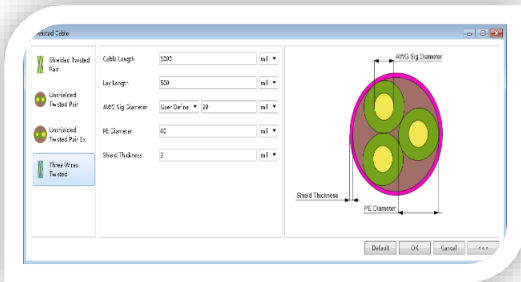 Twisted Cable
Shielded Twisted
Pair
Unshielded
Twisted Pair
Unshielded
Twisted Pair Ex
Three Wires
Twisted
Cable Length
mil
Lay Length
500
mil
AWG Sig Diameter
User Define
20
mil
PE Diameter
40
mil
Shield Thickness
2
mil
AWG Sig Diameter
Shield Thickness
PE Diameter
Default
OK
Cancel
<<<